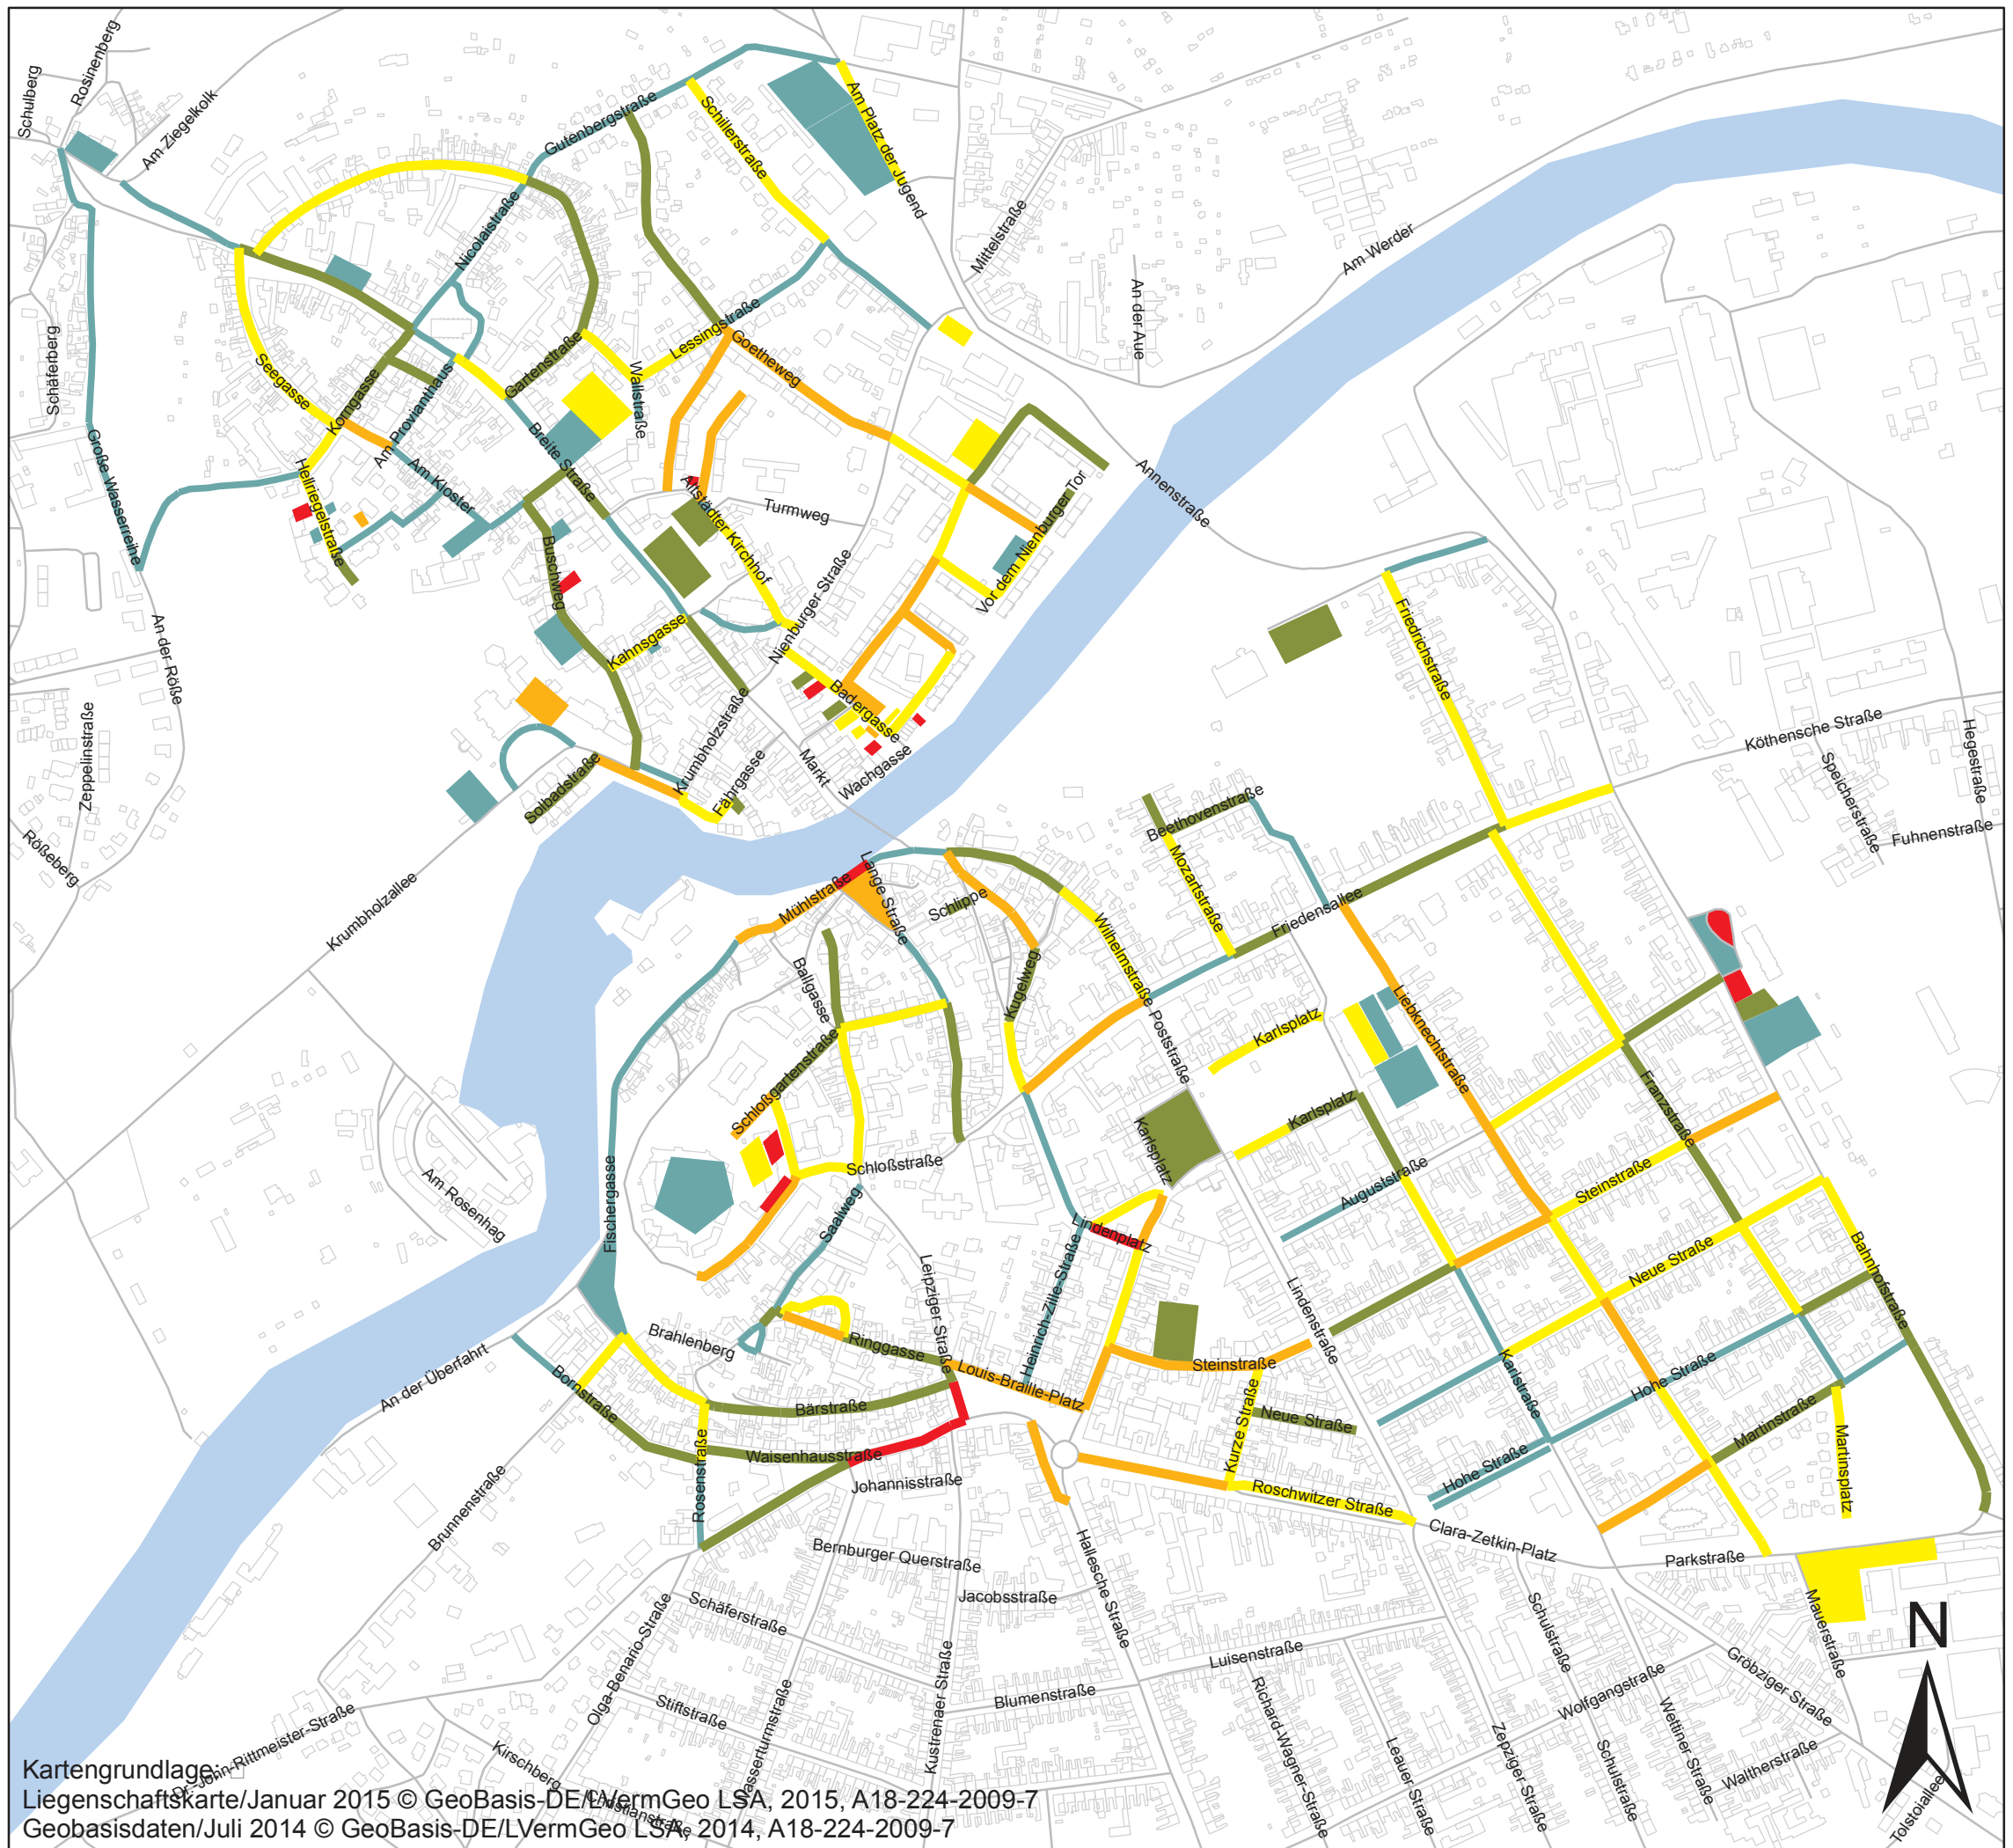 Schulberg
Rosinenberg
Am Ziegelkolk
Gutenbergstraße
Schillerstraße
Am Platz der Jugend
Mittelstraße
Am Werder
An der Aue
Nicolaistraße
Schäferberg
Seegasse
Korngasse
Am Provianthaus
Gartenstraße
Wallstraße
Lessingstraße
Goetheweg
Große Wasserreihe
Hellriegelstraße
Am Kloster
Breite Straße
Altstädter Kirchhof
Turmweg
Vor dem Nienburger Tor
Annenstraße
Buschweg
Kahnsgasse
Nienburger Straße
An der Röße
Zeppelinstraße
Rößeberg
Solbadstraße
Krumbholzstraße
Fährgasse
Markt
Badergasse
Wachgasse
Friedrichstraße
Köthensche Straße
Hegestraße
Speicherstraße
Fuhnenstraße
Krumbholzallee
Mühlstraße
Lange Straße
Schlippe
Beethovenstraße
Mozartstraße
Wilhelmstraße
Friedensallee
Ballgasse
Kugelweg
Poststraße
Karlsplatz
Liebknechtstraße
Schloßgartenstraße
Karlsplatz
Karlsplatz
Franzstraße
Am Rosenhag
Fischergasse
Schloßstraße
Saalweg
Auguststraße
Steinstraße
Lindenplatz
Neue Straße
Bahnhofstraße
Leipziger Straße
Heinrich-Zille-Straße
Lindenstraße
Brahlenberg
Ringgasse
Louis-Braille-Platz
Steinstraße
Karlstraße
Hohe Straße
An der Überfahrt
Bornstraße
Bärstraße
Kurze Straße
Neue Straße
Martinstraße
Martinsplatz
Waisenhausstraße
Johannisstraße
Rosenstraße
Brunnenstraße
Roschwitzer Straße
Hohe Straße
Clara-Zetkin-Platz
Parkstraße
Bernburger Querstraße
Jacobsstraße
Hallesche Straße
Schäferstraße
Olga-Benario-Straße
Schulstraße
Mauerstraße
N
Luisenstraße
Gröbziger Straße
Stiftstraße
Wassertumstraße
Kustrenaer Straße
Blumenstraße
Richard-Wagner-Straße
Wolfgangstraße
Wettiner Straße
Leauer Straße
Zepziger Straße
Schulstraße
Waltherstraße
Tolstoiallee
Dr.-John-Rittmeister-Straße
Kirschberg
Christianstraße
Kartengrundlage:
Liegenschaftskarte/Januar 2015 © GeoBasis-DE/LVermGeo LSA, 2015, A18-224-2009-7
Geobasisdaten/Juli 2014 © GeoBasis-DE/LVermGeo LSA, 2014, A18-224-2009-7